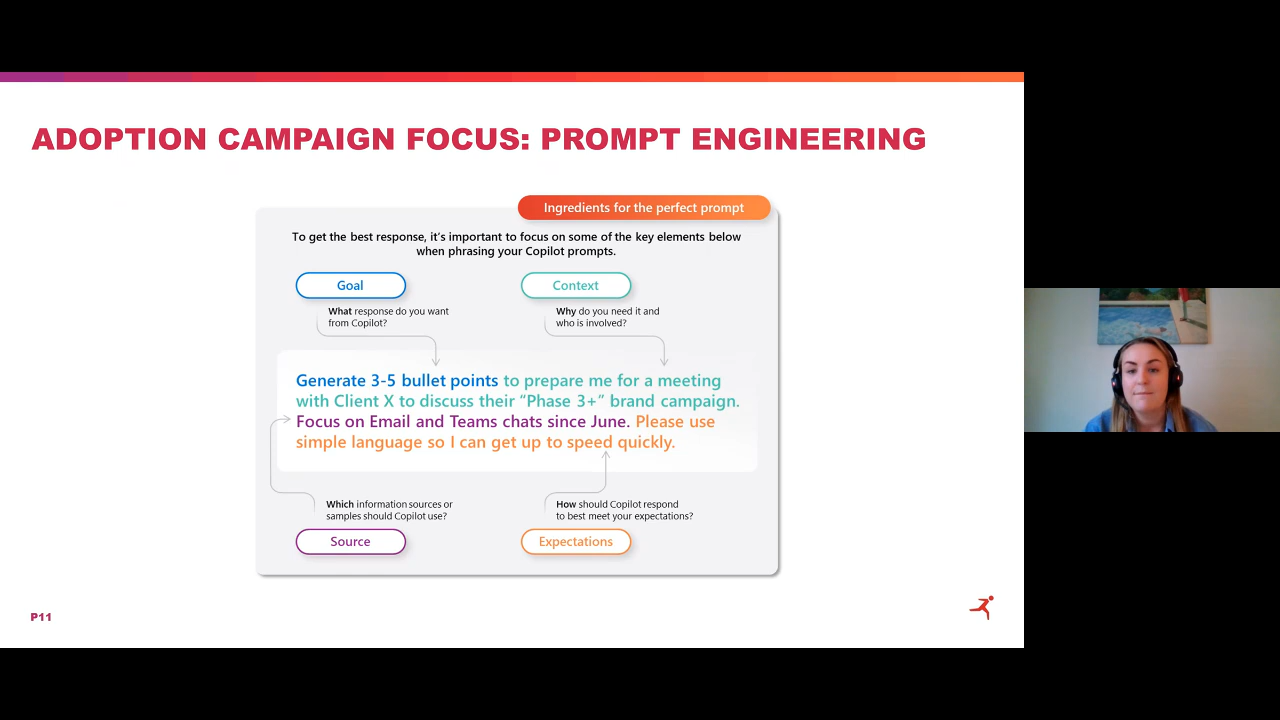 ADOPTION CAMPAIGN FOCUS: PROMPT ENGINEERING
Ingredients for the perfect prompt
To get the best response, it's important to focus on some of the key elements below
when phrasing your Copilot prompts.
Goal
What response do you want
from Copilot?
Context
Why do you need it and
who is involved?
Generate 3-5 bullet points to prepare me for a meeting
with Client X to discuss their “Phase 3+” brand campaign.
Focus on Email and Teams chats since June. Please use
simple language so I can get up to speed quickly.
Which information sources or
samples should Copilot use?
Source
How should Copilot respond
to best meet your expectations?
Expectations
P11